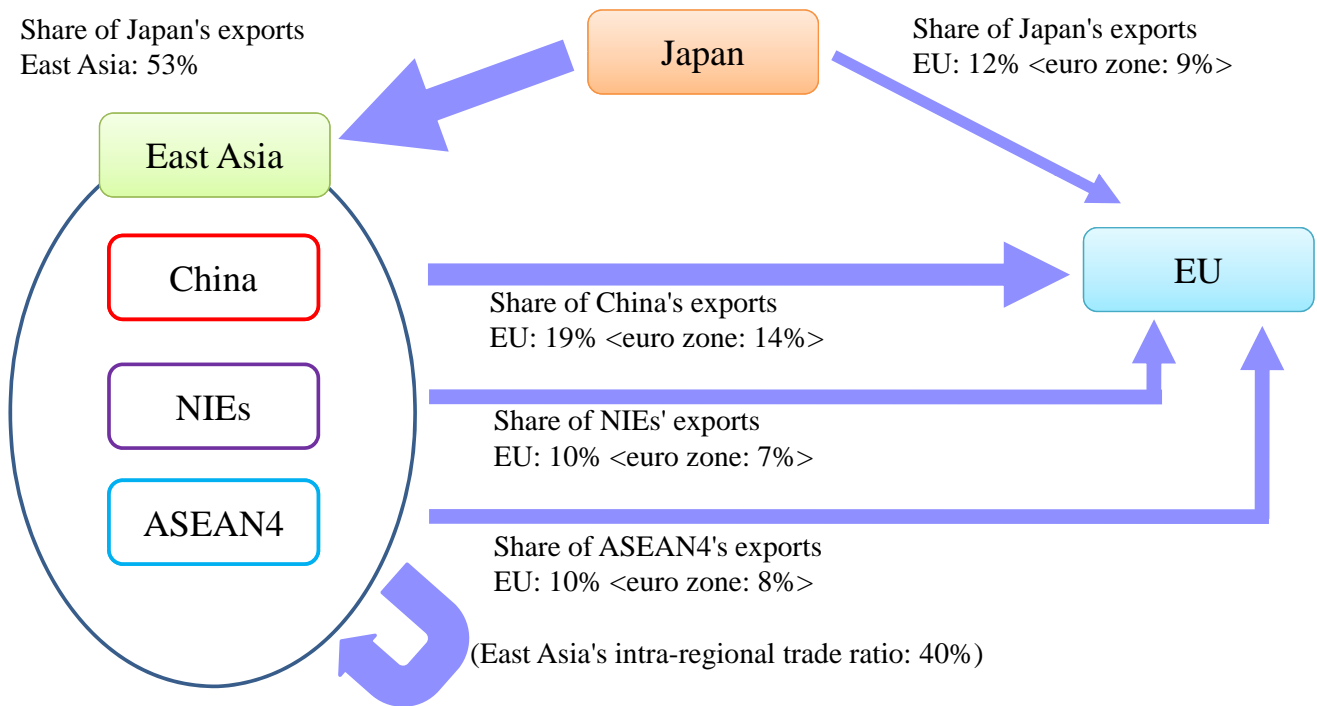 Share of Japan's exports
East Asia: 53%
Japan
Share of Japan's exports
EU: 12% <euro zone: 9%>
East Asia
China
EU
Share of China's exports
EU: 19% <euro zone: 14%>
NIEs
Share of NIEs' exports
EU: 10% <euro zone: 7%>
ASEAN4
Share of ASEAN4's exports
EU: 10% <euro zone: 8%>
(East Asia's intra-regional trade ratio: 40%)